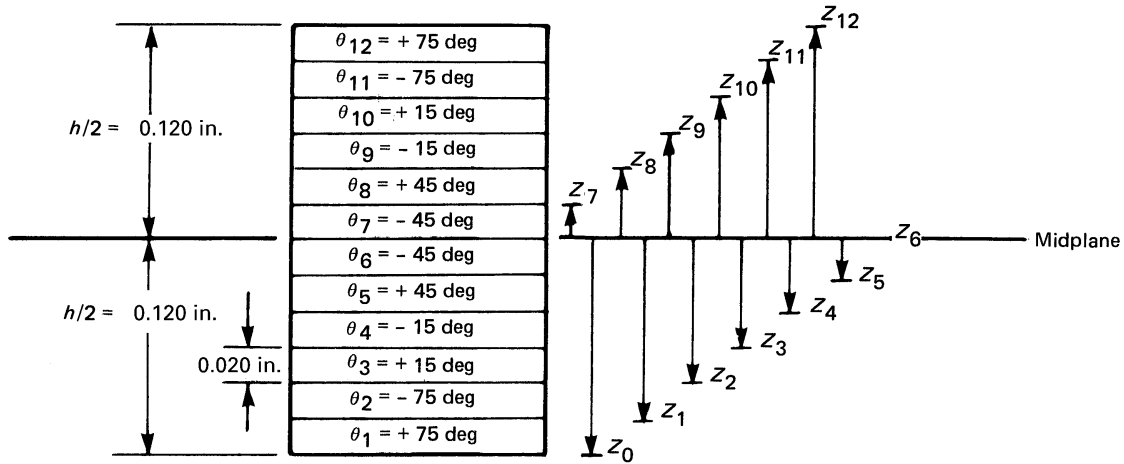 θ12 = + 75 deg
θ11 = – 75 deg
θ10 = + 15 deg
θ9 = – 15 deg
θ8 = + 45 deg
θ7 = – 45 deg
θ6 = – 45 deg
θ5 = + 45 deg
θ4 = – 15 deg
θ3 = + 15 deg
θ2 = – 75 deg
θ1 = + 75 deg
h/2 = 0.120 in.
h/2 = 0.120 in.
0.020 in.
z12
z11
z10
z9
z8
z7
z6
Midplane
z5
z4
z3
z2
z1
z0